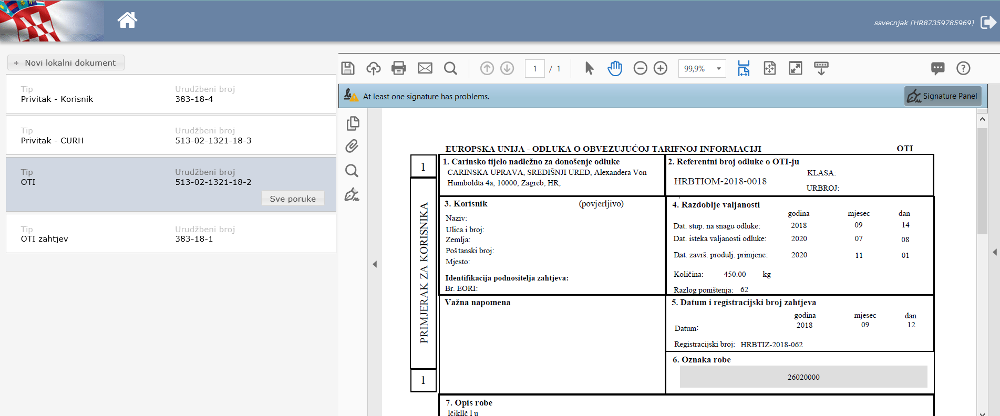 ssvecnjak [HR87359785969]
+ Novi lokalni dokument
Tip Urudžbeni broj
Privitak - Korisnik 383-18-4
Tip Urudžbeni broj
Privitak - CURH 513-02-1321-18-3
Tip Urudžbeni broj
OTI 513-02-1321-18-2
Sve poruke
Tip Urudžbeni broj
OTI zahtjev 383-18-1
1 / 1 99,9%
At least one signature has problems. Signature Panel
EUROPSKA UNIJA - ODLUKA O OBVEZUJUĆOJ TARIFNOJ INFORMACIJI OTI
1
PRIMJERAK ZA KORISNIKA
1
1. Carinsko tijelo nadležno za donošenje odluke
CARINSKA UPRAVA, SREDIŠNJI URED, Alexandera Von
Humboldta 4a, 10000, Zagreb, HR,
2. Referentni broj odluke o OTI-ju
KLASA:
HRBTIOM-2018-0018
URBROJ:
3. Korisnik (povjerljivo)
Naziv:
Ulica i broj:
Zemlja:
Poštanski broj:
Mjesto:
Identifikacija podnositelja zahtjeva:
Br. EORI:
4. Razdoblje valjanosti
godina mjesec dan
Dat. stup. na snagu odluke: 2018 09 14
Dat. isteka valjanosti odluke: 2020 07 08
Dat. završ. produlj. primjene: 2020 11 01
Količina: 450.00 kg
Razlog poništenja: 62
Važna napomena
5. Datum i registracijski broj zahtjeva
godina mjesec dan
Datum: 2018 09 12
Registracijski broj: HRBTIZ-2018-062
6. Oznaka robe
26020000
7. Opis robe
lčjkllč l u